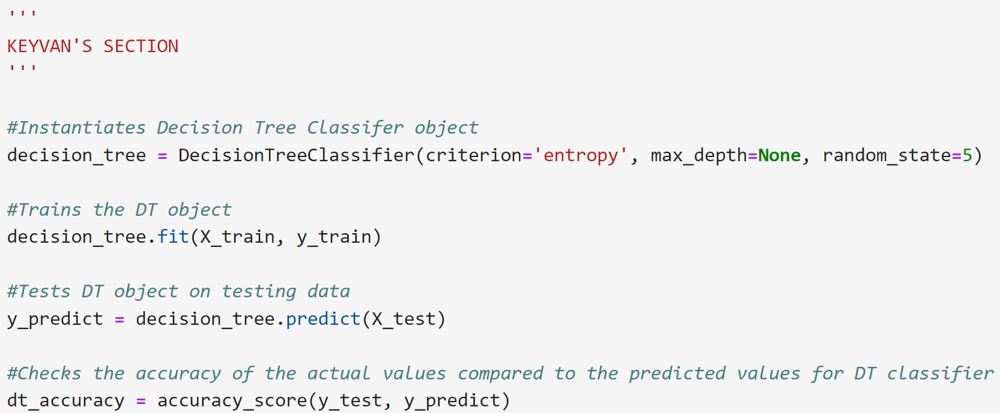 '''
KEYVAN'S SECTION
'''
#Instantiates Decision Tree Classifer object
decision_tree = DecisionTreeClassifier(criterion='entropy', max_depth=None, random_state=5)
#Trains the DT object
decision_tree.fit(X_train, y_train)
#Tests DT object on testing data
y_predict = decision_tree.predict(X_test)
#Checks the accuracy of the actual values compared to the predicted values for DT classifier
dt_accuracy = accuracy_score(y_test, y_predict)